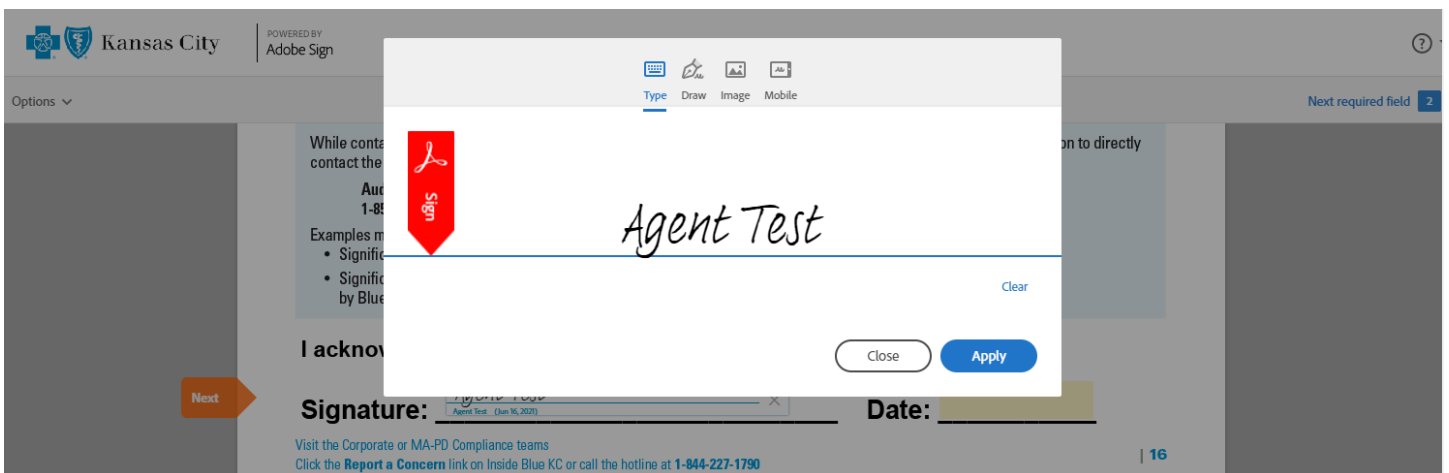 Kansas City
POWERED BY
Adobe Sign
Type Draw Image Mobile
Options
Next required field 2
While conta
on to directly
contact the
Aud
1-85
Sign
Agent Test
Examples m
• Signific
• Signific
by Blue
Clear
I acknov
Close Apply
Next
Signature: Agent Test
Agent Test (Jun 16, 2021)
Date:
Visit the Corporate or MA-PD Compliance teams
Click the Report a Concern link on Inside Blue KC or call the hotline at 1-844-227-1790
| 16